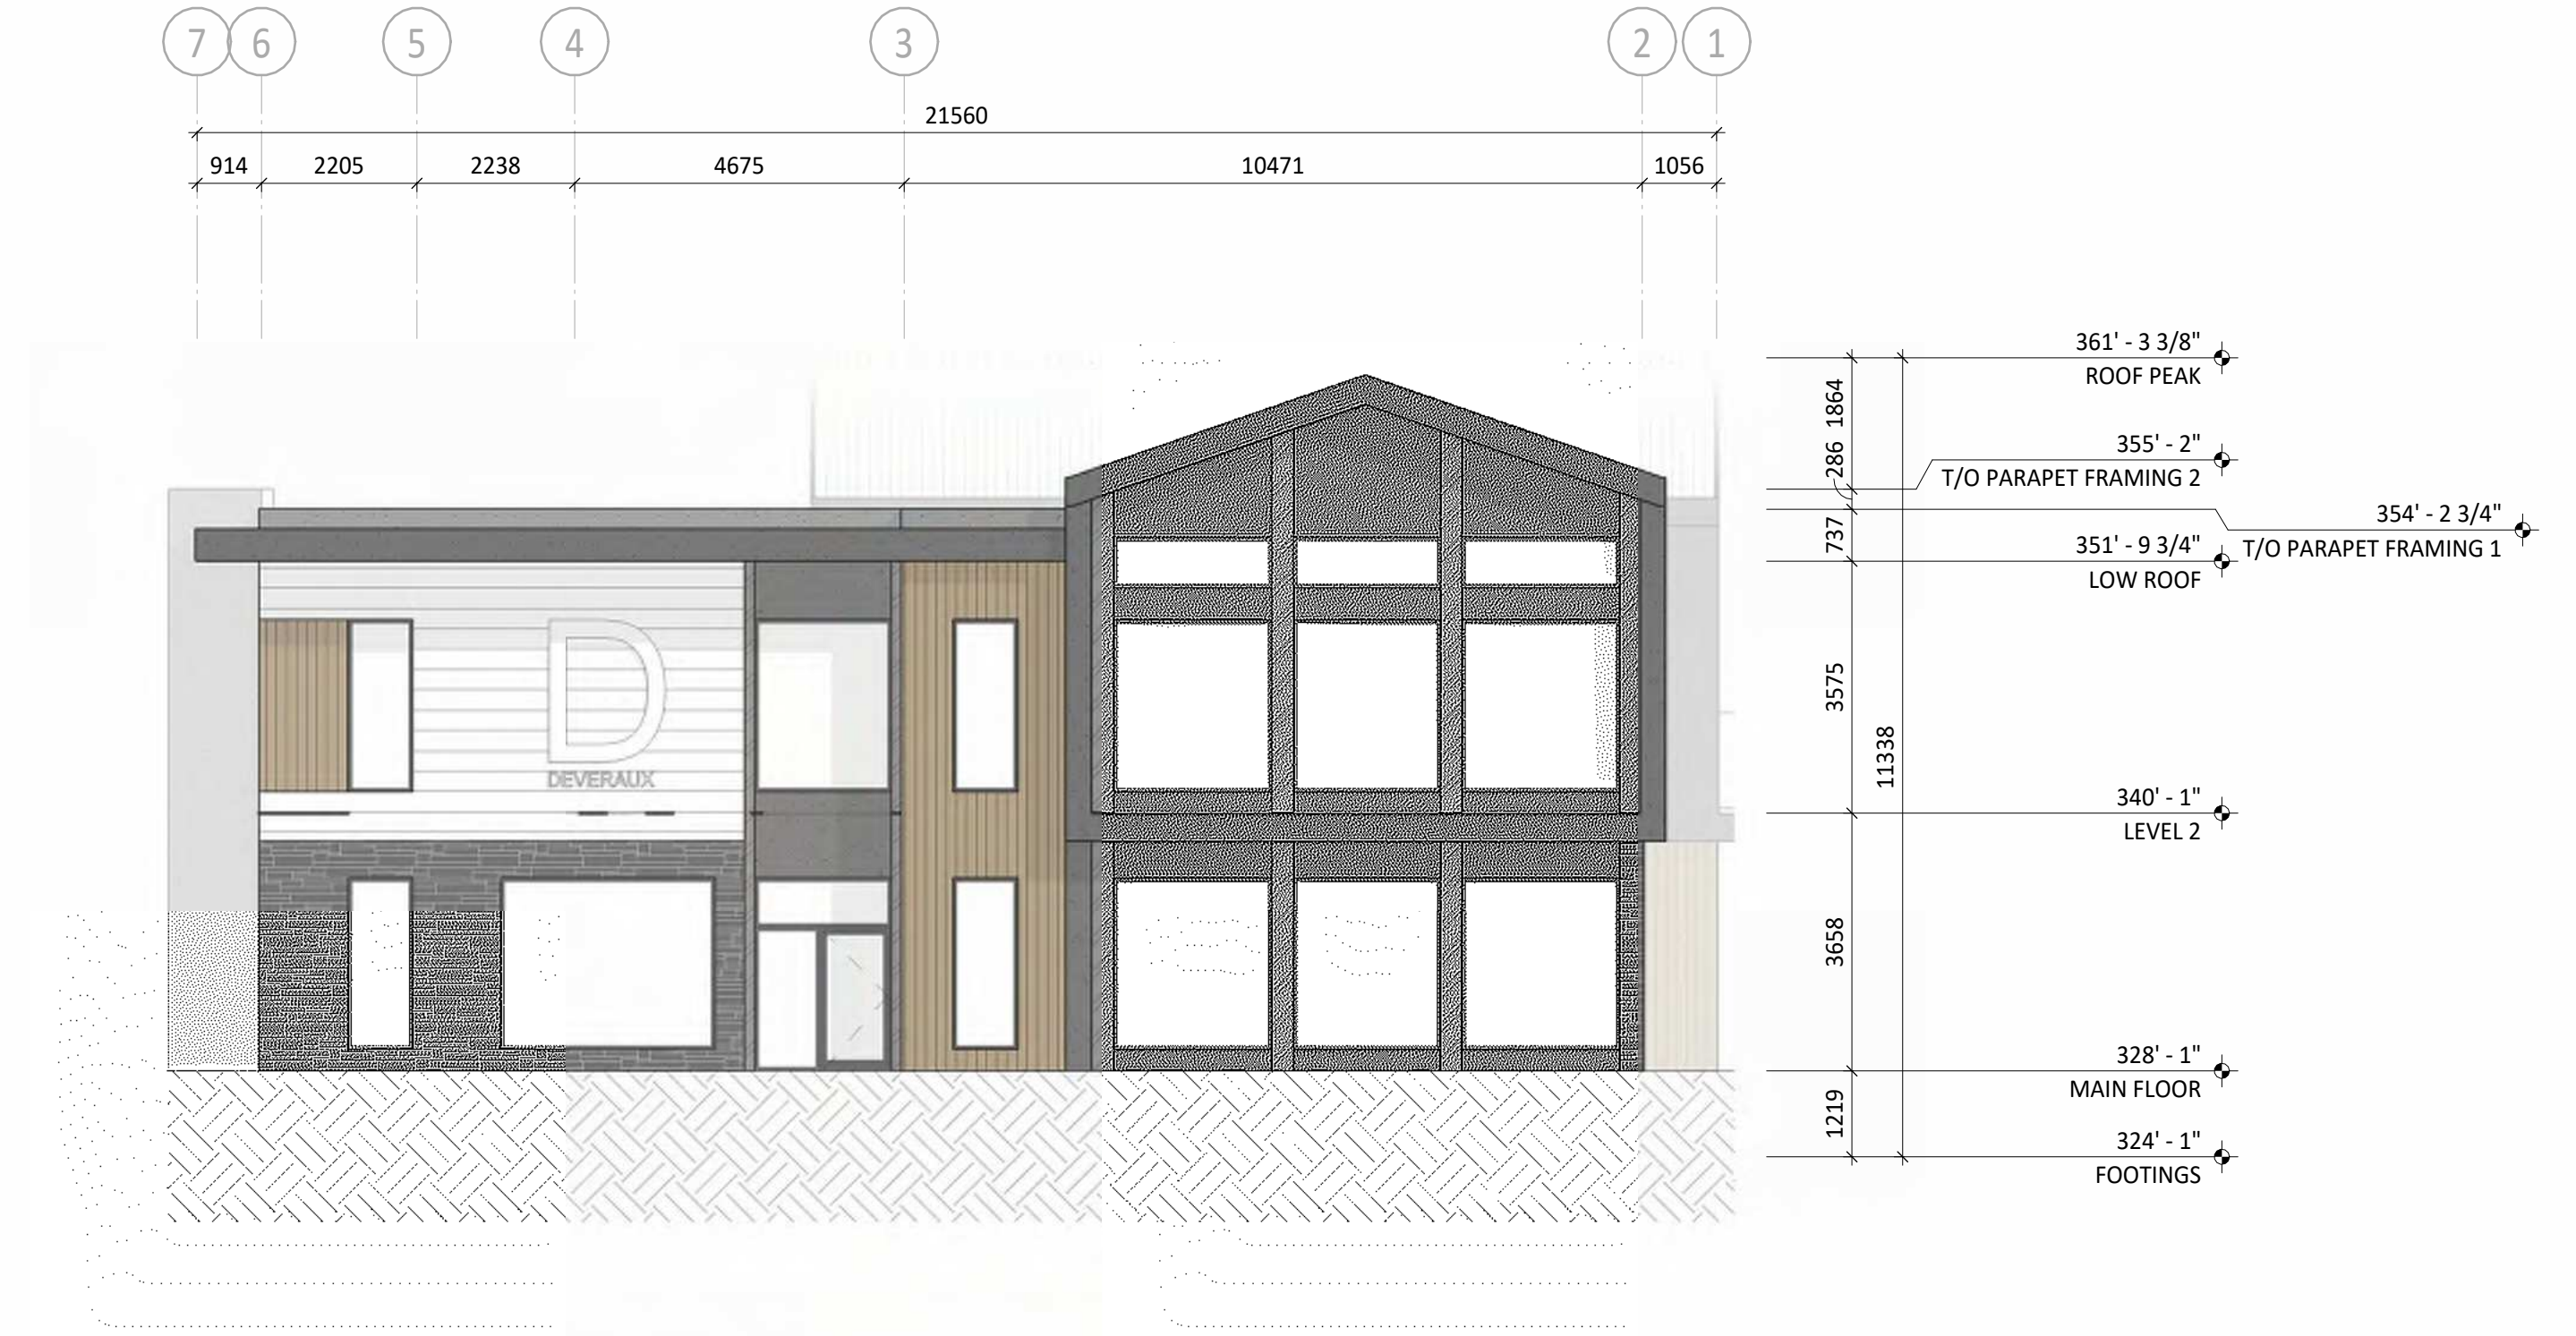 7 6 5 4 3 2 1
21560
914 2205 2238 4675 10471 1056
361' - 3 3/8"
ROOF PEAK
1864
355' - 2"
T/O PARAPET FRAMING 2
286
354' - 2 3/4"
T/O PARAPET FRAMING 1
737
351' - 9 3/4"
LOW ROOF
3575
11338
D
DEVERAUX
340' - 1"
LEVEL 2
3658
328' - 1"
MAIN FLOOR
1219
324' - 1"
FOOTINGS